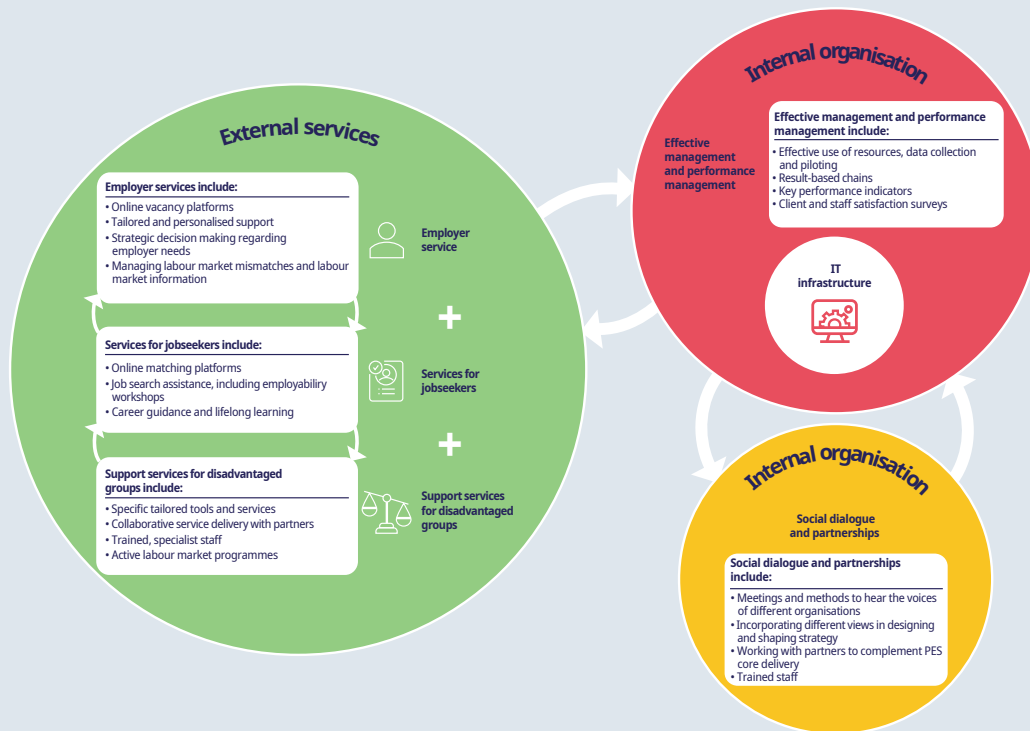 External services
Employer services include:
• Online vacancy platforms
• Tailored and personalised support
• Strategic decision making regarding
employer needs
• Managing labour market mismatches and labour
market information
Employer
service
+
Services for jobseekers include:
• Online matching platforms
• Job search assistance, including employabiliry
workshops
• Career guidance and lifelong learning
Services for
jobseekers
+
Support services for disadvantaged
groups include:
• Specific tailored tools and services
• Collaborative service delivery with partners
• Trained, specialist staff
• Active labour market programmes
Support services
for disadvantaged
groups
Internal organisation
Effective
management
and performance
management
Effective management and performance
management include:
• Effective use of resources, data collection
and piloting
• Result-based chains
• Key performance indicators
• Client and staff satisfaction surveys
IT
infrastructure
Internal organisation
Social dialogue
and partnerships
Social dialogue and partnerships
include:
• Meetings and methods to hear the voices
of different organisations
• Incorporating different views in designing
and shaping strategy
• Working with partners to complement PES
core delivery
• Trained staff